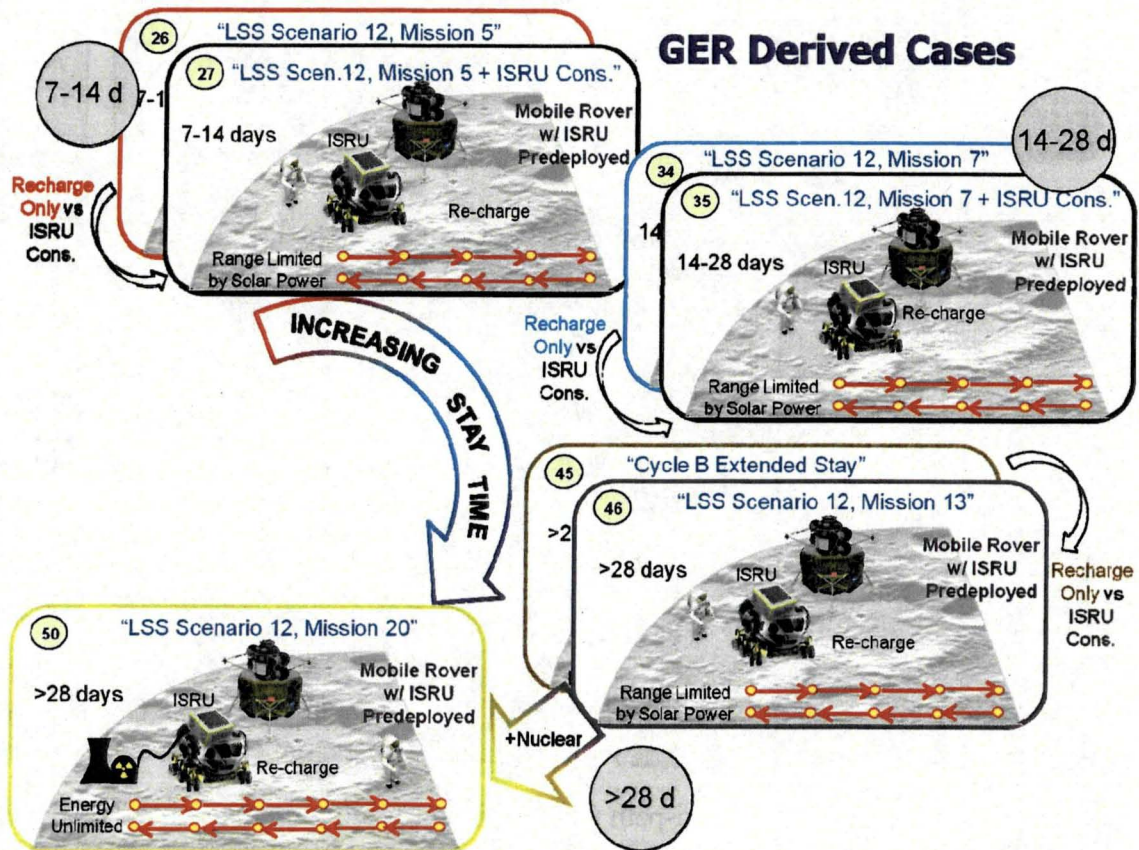 GER Derived Cases
7-14 d
26
"LSS Scenario 12, Mission 5"
7-1
27
"LSS Scen.12, Mission 5 + ISRU Cons."
7-14 days
ISRU
Mobile Rover
w/ ISRU
Predeployed
Re-charge
Range Limited
by Solar Power
Recharge
Only vs
ISRU
Cons.
14-28 d
34
"LSS Scenario 12, Mission 7"
14
35
"LSS Scen.12, Mission 7 + ISRU Cons."
14-28 days
ISRU
Mobile Rover
w/ ISRU
Predeployed
Re-charge
Range Limited
by Solar Power
Recharge
Only vs
ISRU
Cons.
INCREASING STAY TIME
45
"Cycle B Extended Stay"
>2
46
"LSS Scenario 12, Mission 13"
>28 days
ISRU
Mobile Rover
w/ ISRU
Predeployed
Re-charge
Range Limited
by Solar Power
Recharge
Only vs
ISRU
Cons.
50
"LSS Scenario 12, Mission 20"
>28 days
ISRU
Mobile Rover
w/ ISRU
Predeployed
Re-charge
Energy
Unlimited
+Nuclear
>28 d